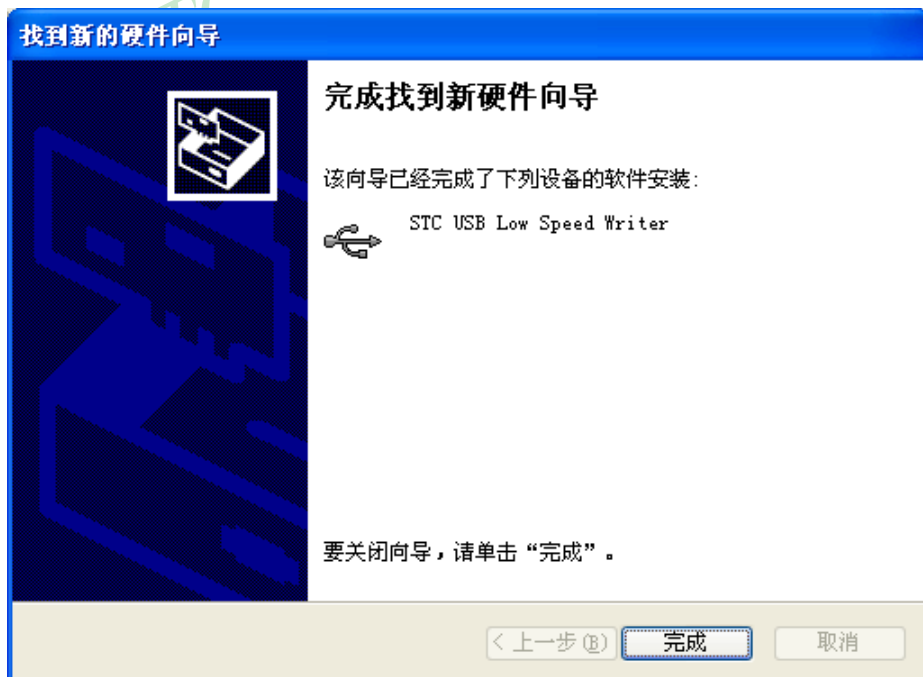 找到新的硬件向导
完成找到新硬件向导
该向导已经完成了下列设备的软件安装:
STC USB Low Speed Writer
要关闭向导，请单击“完成”。
< 上一步(B)
完成
取消